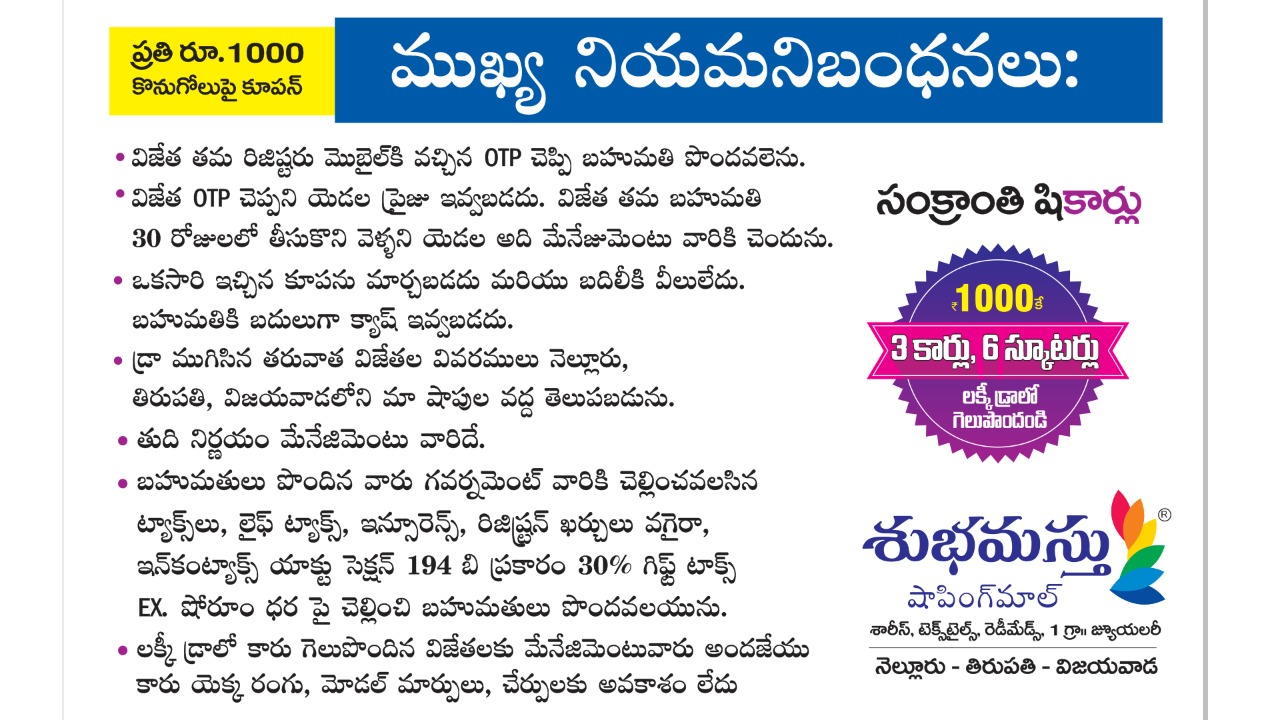 ప్రతి రూ.1000
కొనుగోలుపై కూపన్
ముఖ్య నియమనిబంధనలు:
• విజేత తమ రిజిష్టరు మొబైల్‌కి వచ్చిన OTP చెప్పి బహుమతి పొందవలెను.
• విజేత OTP చెప్పని యెడల ప్రైజు ఇవ్వబడదు. విజేత తమ బహుమతి
30 రోజులలో తీసుకొని వెళ్ళని యెడల అది మేనేజుమెంటు వారికి చెందును.
• ఒకసారి ఇచ్చిన కూపను మార్చబడదు మరియు బదిలీకి వీలులేదు.
బహుమతికి బదులుగా క్యాష్ ఇవ్వబడదు.
• డ్రా ముగిసిన తరువాత విజేతల వివరములు నెల్లూరు,
తిరుపతి, విజయవాడలోని మా షాపుల వద్ద తెలుపబడును.
• తుది నిర్ణయం మేనేజిమెంటు వారిదే.
• బహుమతులు పొందిన వారు గవర్నమెంట్ వారికి చెల్లించవలసిన
ట్యాక్స్‌లు, లైఫ్ ట్యాక్స్, ఇన్సూరెన్స్, రిజిష్ట్రన్ ఖర్చులు వగైరా,
ఇన్‌కంట్యాక్స్ యాక్టు సెక్షన్ 194 బి ప్రకారం 30% గిఫ్ట్ టాక్స్
EX. షోరూం ధర పై చెల్లించి బహుమతులు పొందవలయును.
• లక్కీ డ్రాలో కారు గెలుపొందిన విజేతలకు మేనేజిమెంటువారు అందజేయు
కారు యెక్క రంగు, మోడల్ మార్పులు, చేర్పులకు అవకాశం లేదు
సంక్రాంతి షికార్లు
₹1000కే
3 కార్లు, 6 స్కూటర్లు
లక్కీ డ్రాలో
గెలుపొందండి
శుభమస్తు ®
షాపింగ్‌మాల్
శారీస్, టెక్స్‌టైల్స్, రెడీమేడ్స్, 1 గ్రా॥ జ్యుయలరీ
నెల్లూరు - తిరుపతి - విజయవాడ